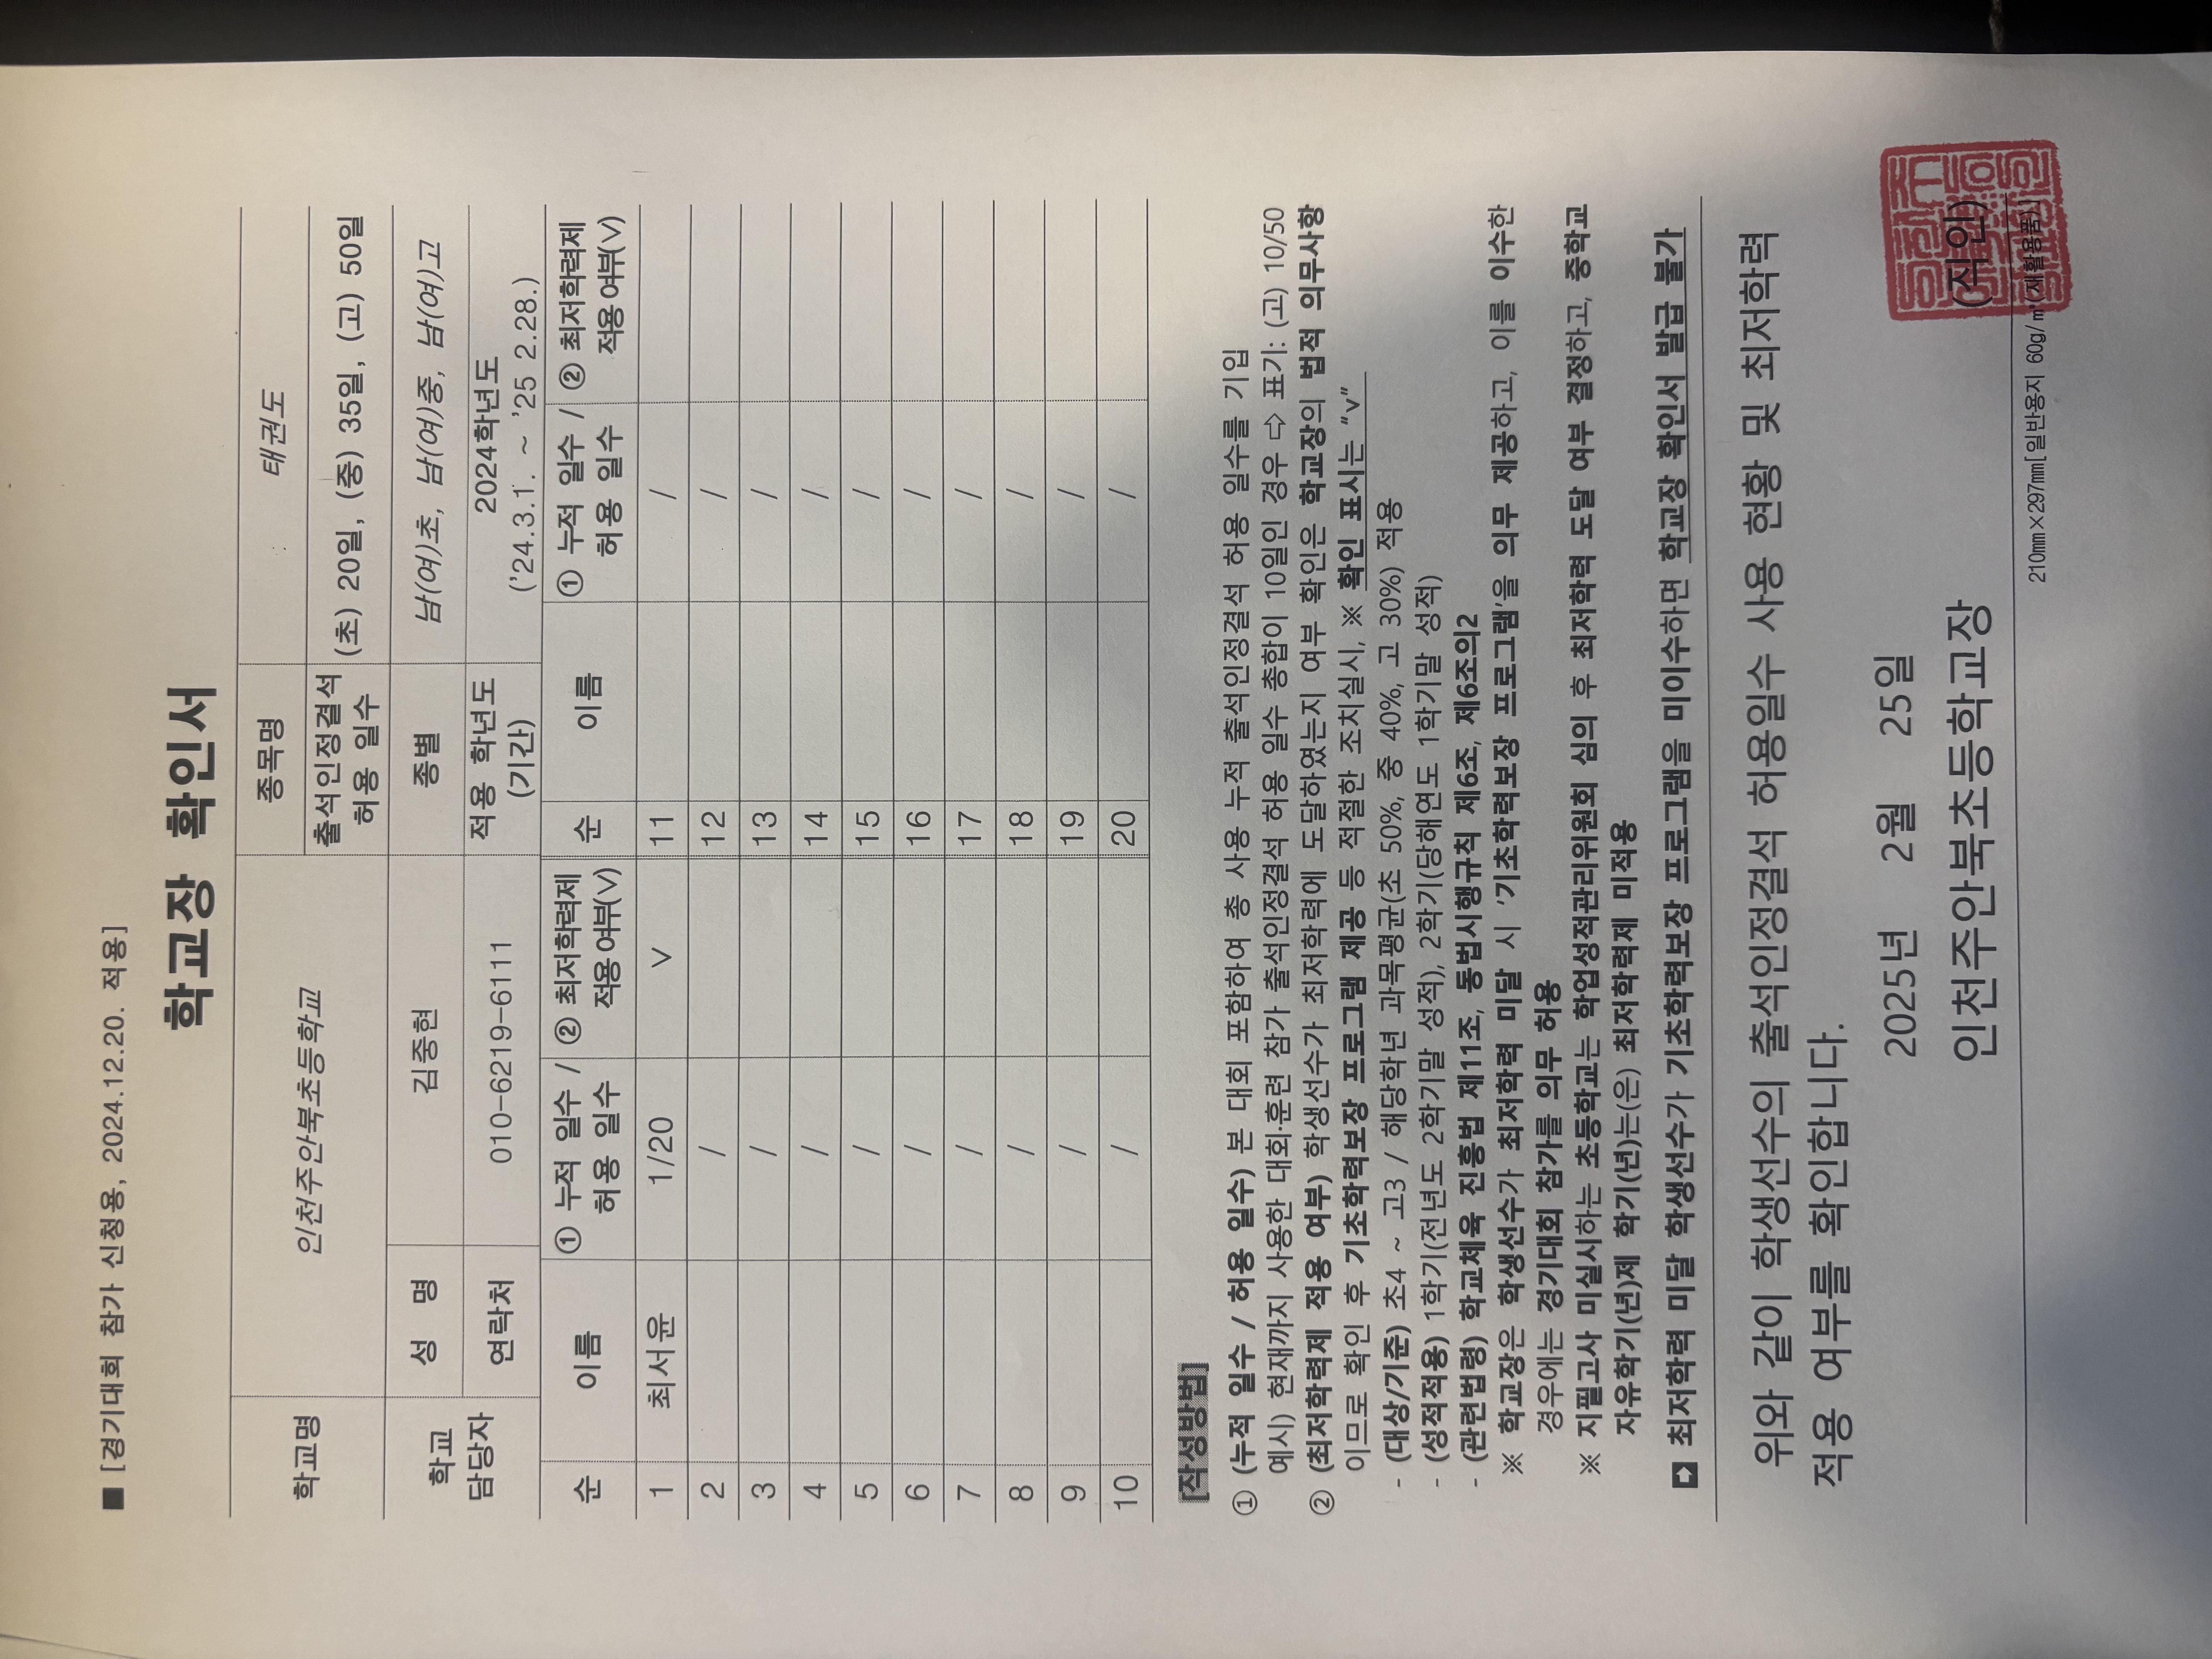 ■ [경기대회 참가 신청용, 2024.12.20. 적용]
학교장 확인서
학교명 인천주안북초등학교 종목명 태권도
출석인정결석 허용 일수 (초) 20일, (중) 35일, (고) 50일
학교 담당자 성 명 김중현 종별 남(여)초, 남(여)중, 남(여)고
연락처 010-6219-6111 적용 학년도 (기간) 2024학년도 ('24.3.1. ~ '25 2.28.)
순 이름 ① 누적 일수 / 허용 일수 ② 최저학력제 적용여부(∨) 순 이름 ① 누적 일수 / 허용 일수 ② 최저학력제 적용여부(∨)
1 최서윤 1/20 ∨ 11 /
2 / 12 /
3 / 13 /
4 / 14 /
5 / 15 /
6 / 16 /
7 / 17 /
8 / 18 /
9 / 19 /
10 / 20 /
[작성방법]
① (누적 일수 / 허용 일수) 본 대회 포함하여 총 사용 누적 출석인정결석 허용 일수를 기입
예시) 현재까지 사용한 대회·훈련 참가 출석인정결석 허용 일수 총합이 10일인 경우 ⇨ 표기: (고) 10/50
② (최저학력제 적용 여부) 학생선수가 최저학력에 도달하였는지 여부 확인은 학교장의 법적 의무사항
이므로 확인 후 기초학력보장 프로그램 제공 등 적절한 조치실시, ※ 확인 표시는 “v”
- (대상/기준) 초4 ~ 고3 / 해당학년 과목평균(초 50%, 중 40%, 고 30%) 적용
- (성적적용) 1학기(전년도 2학기말 성적), 2학기(당해연도 1학기말 성적)
- (관련법령) 학교체육 진흥법 제11조, 동법시행규칙 제6조, 제6조의2
※ 학교장은 학생선수가 최저학력 미달 시 '기초학력보장 프로그램'을 의무 제공하고, 이를 이수한
경우에는 경기대회 참가를 의무 허용
※ 지필고사 미실시하는 초등학교는 학업성적관리위원회 심의 후 최저학력 도달 여부 결정하고, 중학교
자유학기(년)제 학기(년)는(은) 최저학력제 미적용
➡ 최저학력 미달 학생선수가 기초학력보장 프로그램을 미이수하면 학교장 확인서 발급 불가
위와 같이 학생선수의 출석인정결석 허용일수 사용 현황 및 최저학력
적용 여부를 확인합니다.
2025년 2월 25일
인천주안북초등학교장 (직인)
210mm×297mm[일반용지 60g/㎡(재활용품)]